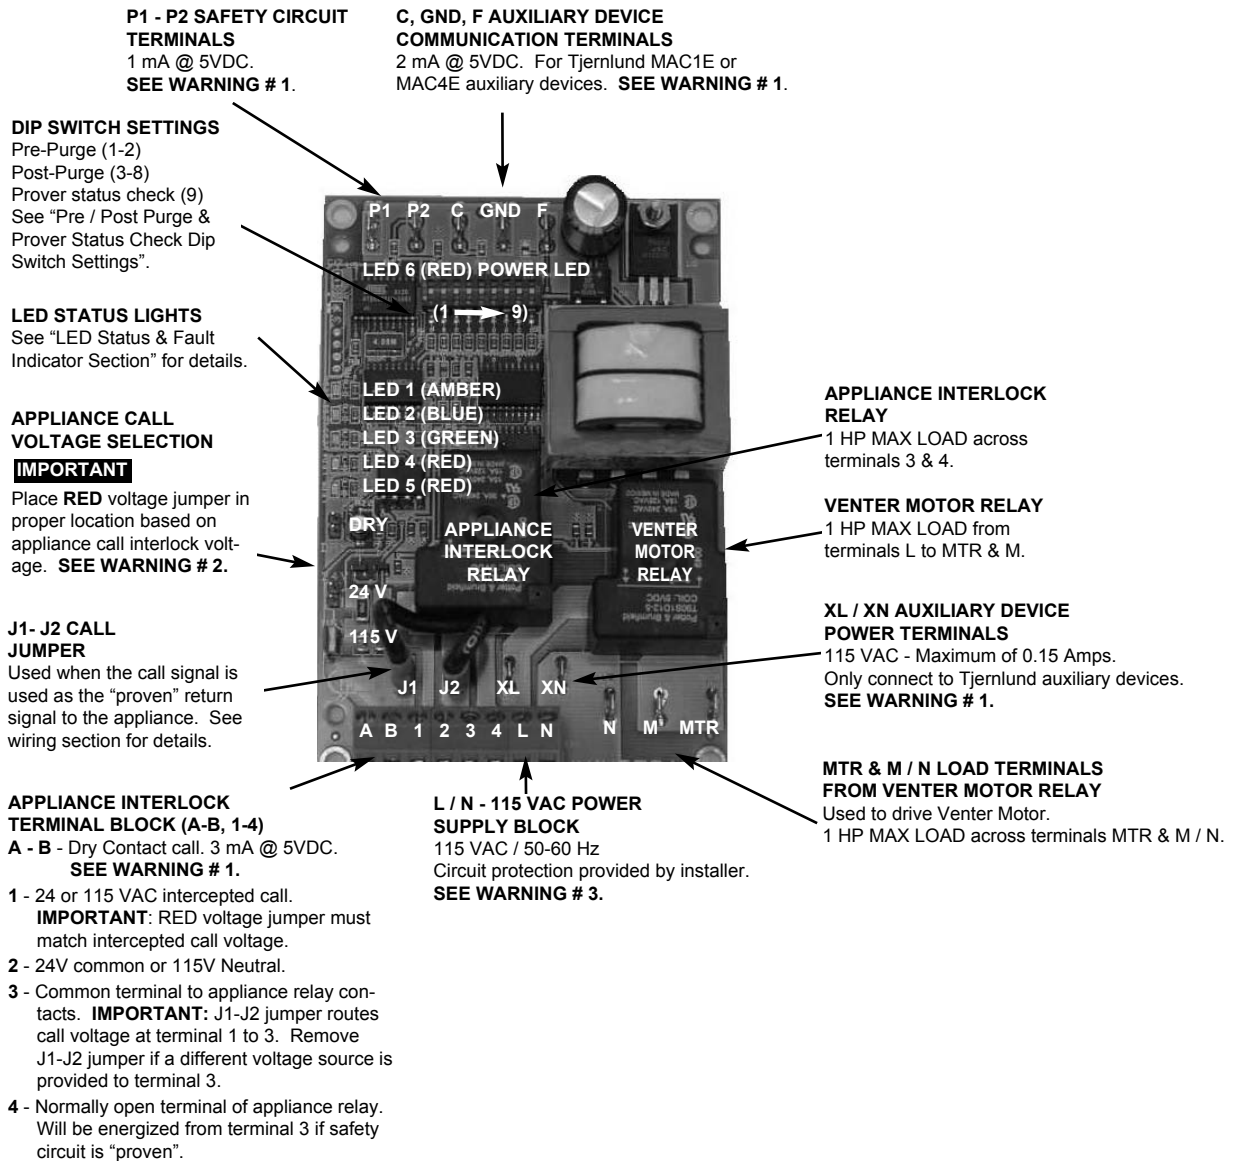 P1 - P2 SAFETY CIRCUIT
TERMINALS
1 mA @ 5VDC.
SEE WARNING # 1.
C, GND, F AUXILIARY DEVICE
COMMUNICATION TERMINALS
2 mA @ 5VDC.  For Tjernlund MAC1E or
MAC4E auxiliary devices.  SEE WARNING # 1.
DIP SWITCH SETTINGS
Pre-Purge (1-2)
Post-Purge (3-8)
Prover status check (9)
See “Pre / Post Purge &
Prover Status Check Dip
Switch Settings”.
LED STATUS LIGHTS
See “LED Status & Fault
Indicator Section” for details.
APPLIANCE CALL
VOLTAGE SELECTION
IMPORTANT
Place RED voltage jumper in
proper location based on
appliance call interlock volt-
age.  SEE WARNING # 2.
J1- J2 CALL
JUMPER
Used when the call signal is
used as the “proven” return
signal to the appliance.  See
wiring section for details.
P1 P2 C GND F
LED 6 (RED) POWER LED
(1 9)
4.00M
LED 1 (AMBER)
LED 2 (BLUE)
LED 3 (GREEN)
LED 4 (RED)
LED 5 (RED)
DRY
24 V
115 V
APPLIANCE
INTERLOCK
RELAY
VENTER
MOTOR
RELAY
Potter & Brumfield
COIL: 5VDC
T90S1D12-5
J1 J2 XL XN
A B 1 2 3 4 L N
N M MTR
APPLIANCE INTERLOCK
RELAY
1 HP MAX LOAD across
terminals 3 & 4.
VENTER MOTOR RELAY
1 HP MAX LOAD from
terminals L to MTR & M.
XL / XN AUXILIARY DEVICE
POWER TERMINALS
115 VAC - Maximum of 0.15 Amps.
Only connect to Tjernlund auxiliary devices.
SEE WARNING # 1.
MTR & M / N LOAD TERMINALS
FROM VENTER MOTOR RELAY
Used to drive Venter Motor.
1 HP MAX LOAD across terminals MTR & M / N.
APPLIANCE INTERLOCK
TERMINAL BLOCK (A-B, 1-4)
A - B - Dry Contact call. 3 mA @ 5VDC.
SEE WARNING # 1.
1 - 24 or 115 VAC intercepted call.
IMPORTANT: RED voltage jumper must
match intercepted call voltage.
2 - 24V common or 115V Neutral.
3 - Common terminal to appliance relay con-
tacts.  IMPORTANT: J1-J2 jumper routes
call voltage at terminal 1 to 3.  Remove
J1-J2 jumper if a different voltage source is
provided to terminal 3.
4 - Normally open terminal of appliance relay.
Will be energized from terminal 3 if safety
circuit is “proven”.
L / N - 115 VAC POWER
SUPPLY BLOCK
115 VAC / 50-60 Hz
Circuit protection provided by installer.
SEE WARNING # 3.